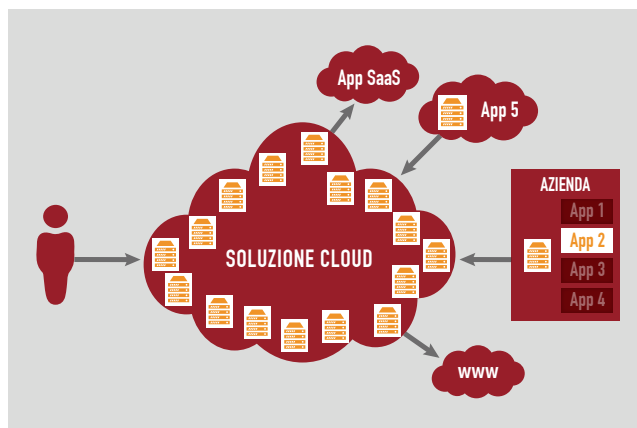 App SaaS
App 5
AZIENDA
App 1
App 2
App 3
App 4
SOLUZIONE CLOUD
www